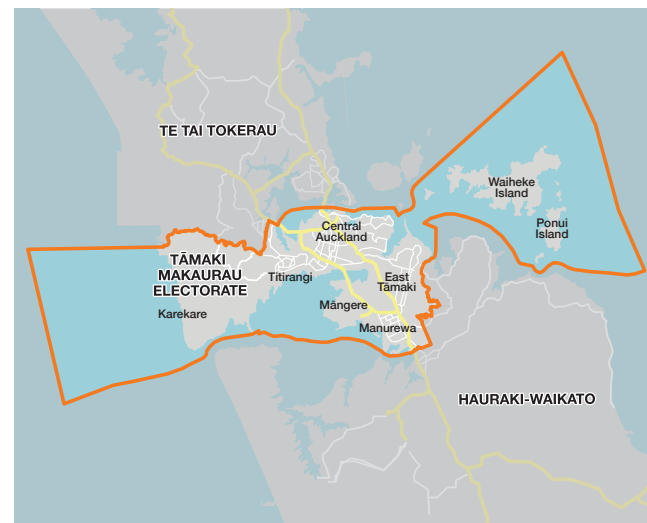 TE TAI TOKERAU
Waiheke
Island
Ponui
Island
Central
Auckland
TĀMAKI
MAKAURAU
ELECTORATE
Titirangi
East
Tāmaki
Māngere
Karekare
Manurewa
HAURAKI-WAIKATO